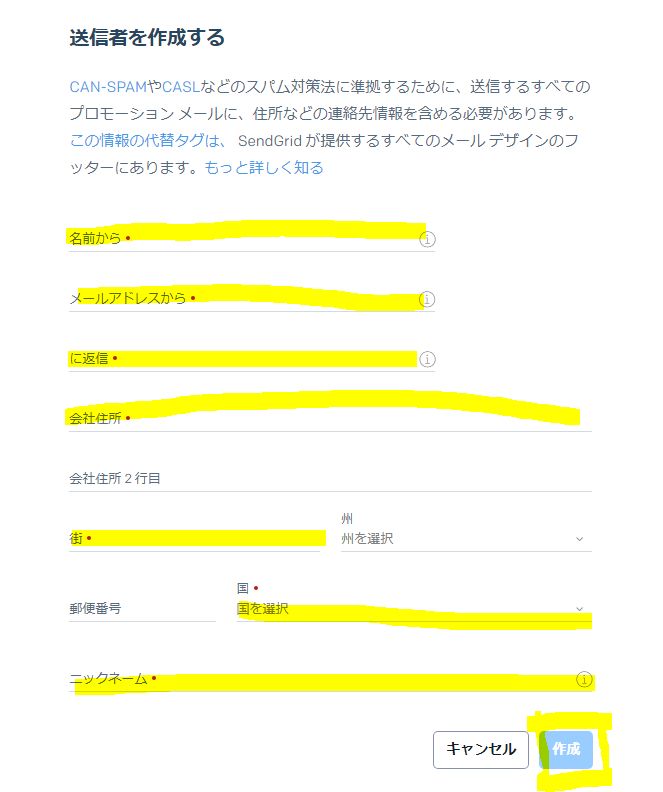 送信者を作成する
CAN-SPAMやCASLなどのスパム対策法に準拠するために、送信するすべての
プロモーション メールに、住所などの連絡先情報を含める必要があります。
この情報の代替タグは、 SendGrid が提供するすべてのメール デザインのフ
ッターにあります。もっと詳しく知る
名前から •
メールアドレスから •
に返信 •
会社住所 •
会社住所 2 行目
州
街 •
州を選択
国 •
郵便番号
国を選択
ニックネーム •
キャンセル
作成